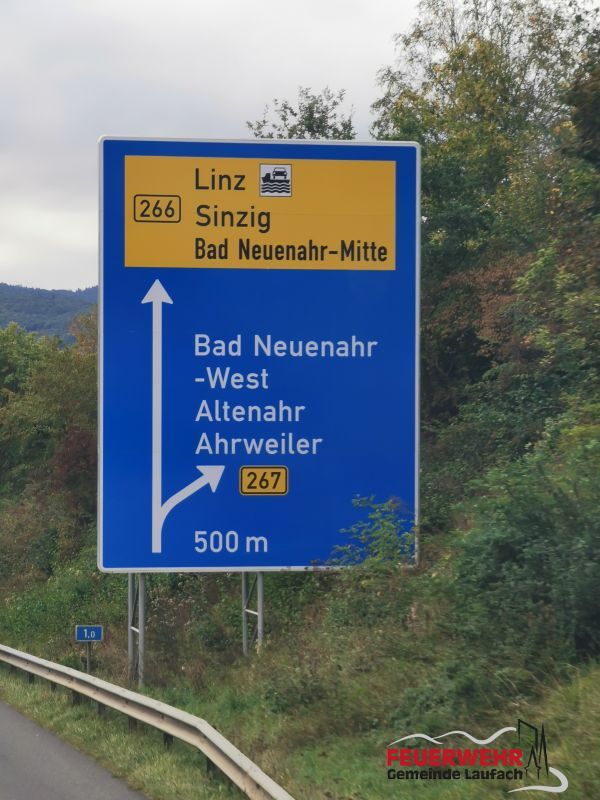 Linz
266
Sinzig
Bad Neuenahr-Mitte
Bad Neuenahr
-West
Altenahr
Ahrweiler
267
500 m
1,0
FEUERWEHR
Gemeinde Laufach